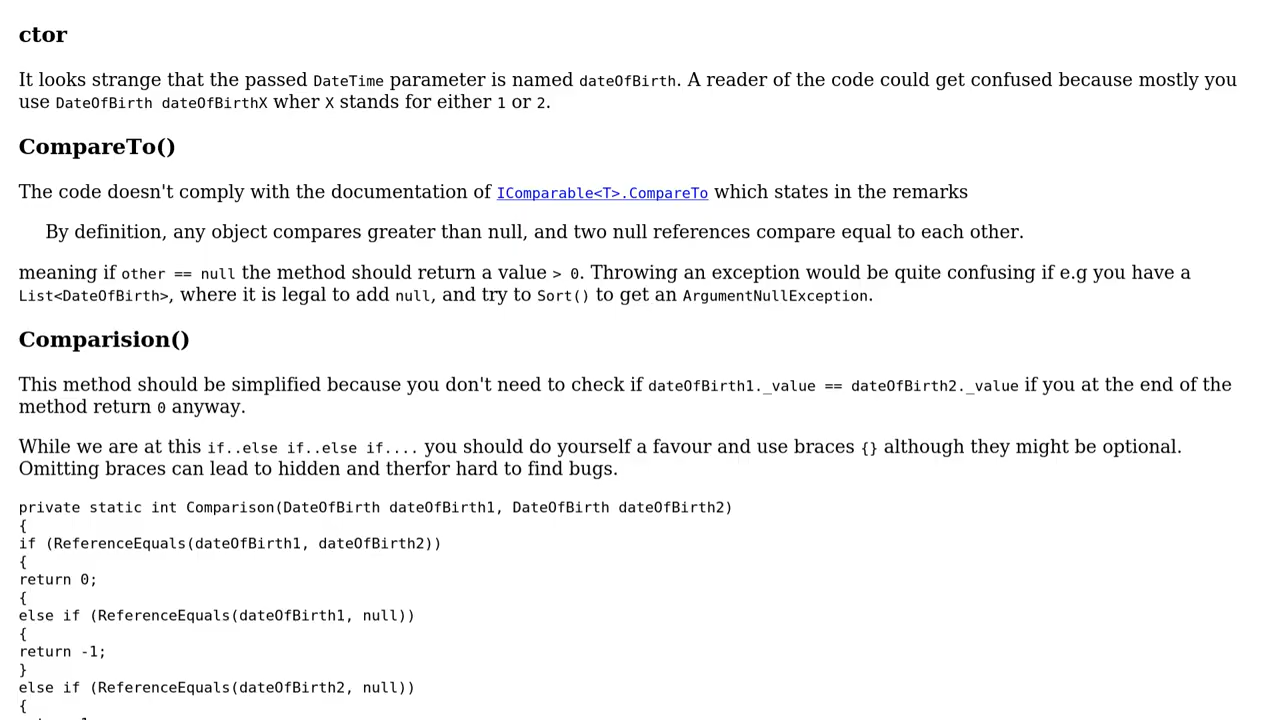 ctor
It looks strange that the passed DateTime parameter is named dateOfBirth. A reader of the code could get confused because mostly you
use DateOfBirth dateOfBirthX wher X stands for either 1 or 2.
CompareTo()
The code doesn't comply with the documentation of IComparable<T>.CompareTo which states in the remarks
By definition, any object compares greater than null, and two null references compare equal to each other.
meaning if other == null the method should return a value > 0. Throwing an exception would be quite confusing if e.g you have a
List<DateOfBirth>, where it is legal to add null, and try to Sort() to get an ArgumentNullException.
Comparision()
This method should be simplified because you don't need to check if dateOfBirth1._value == dateOfBirth2._value if you at the end of the
method return 0 anyway.
While we are at this if..else if..else if.... you should do yourself a favour and use braces {} although they might be optional.
Omitting braces can lead to hidden and therfor hard to find bugs.
private static int Comparison(DateOfBirth dateOfBirth1, DateOfBirth dateOfBirth2)
{
if (ReferenceEquals(dateOfBirth1, dateOfBirth2))
{
return 0;
{
else if (ReferenceEquals(dateOfBirth1, null))
{
return -1;
}
else if (ReferenceEquals(dateOfBirth2, null))
{